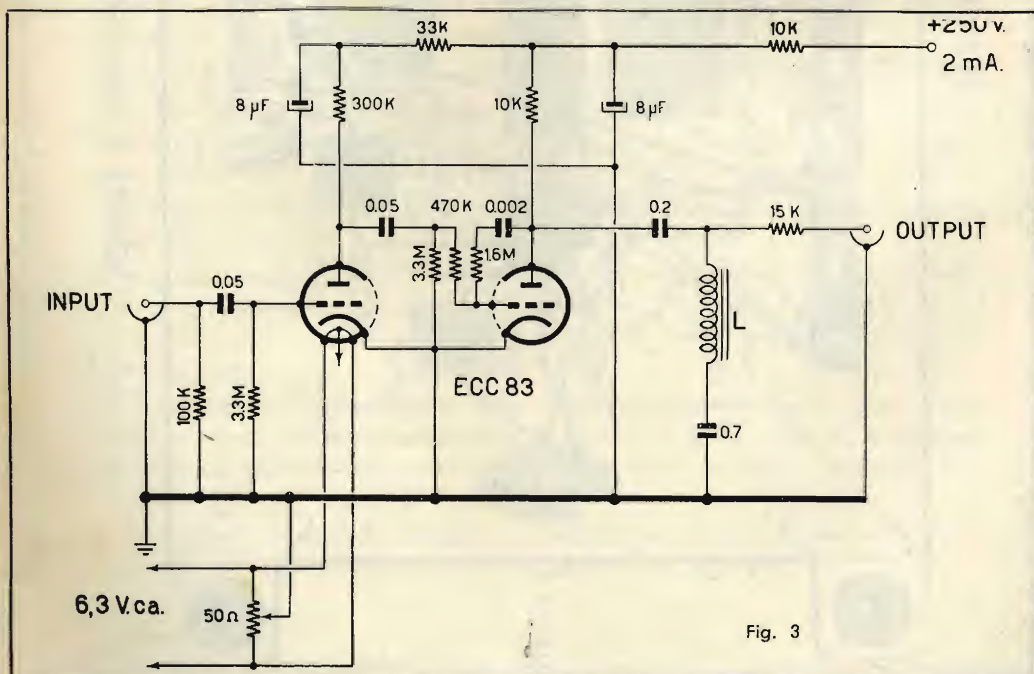 33K
10K
+250 V.
2 mA.
8 µF
300K
10K
8 µF
0.05
470K
0.002
0.2
15 K
OUTPUT
3.3M
1.6M
INPUT
0.05
L
ECC 83
100K
3.3M
0.7
6,3 V.ca.
50Ω
Fig. 3